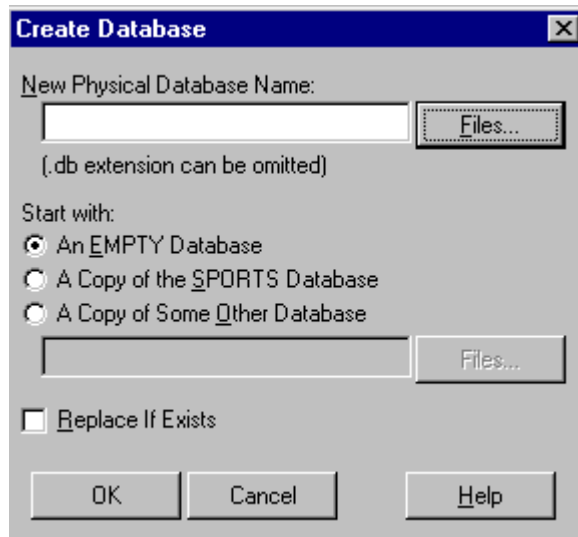 Create Database
New Physical Database Name:
Files...
(.db extension can be omitted)
Start with:
An EMPTY Database
A Copy of the SPORTS Database
A Copy of Some Other Database
Files...
Replace If Exists
OK Cancel Help